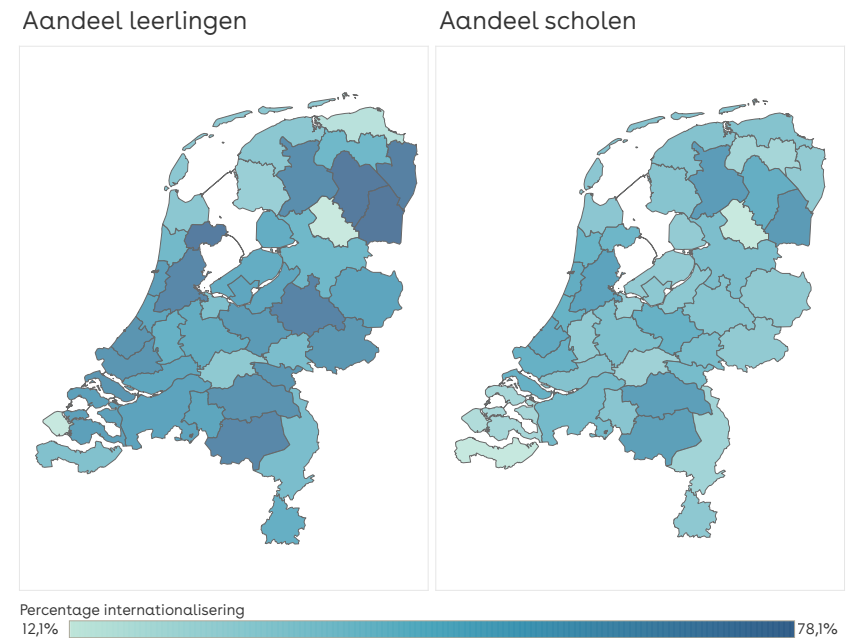 Aandeel leerlingen
Aandeel scholen
Percentage internationalisering
12,1%
78,1%